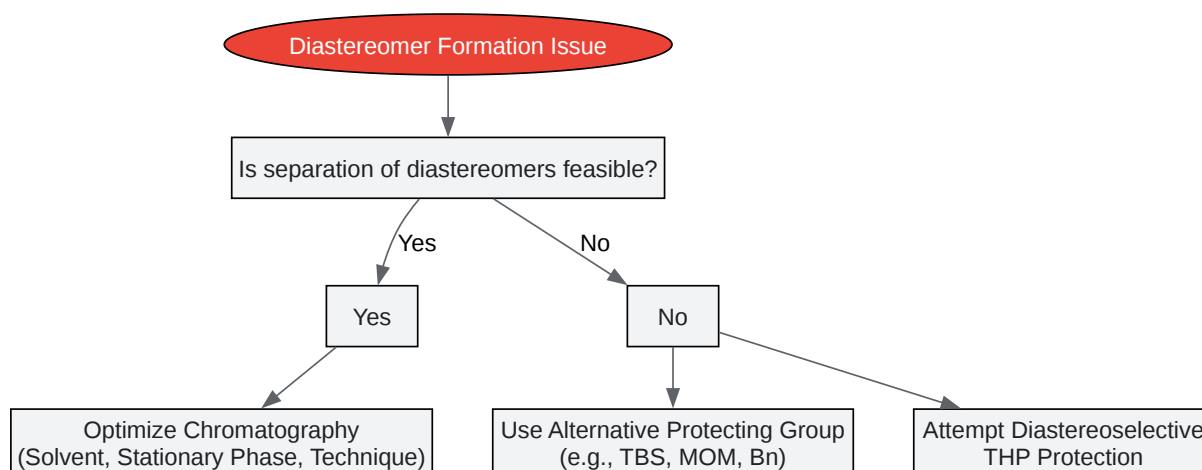 Diastereomer Formation Issue
Is separation of diastereomers feasible?
Yes
No
Yes
No
Optimize Chromatography
(Solvent, Stationary Phase, Technique)
Use Alternative Protecting Group
(e.g., TBS, MOM, Bn)
Attempt Diastereoselective
THP Protection